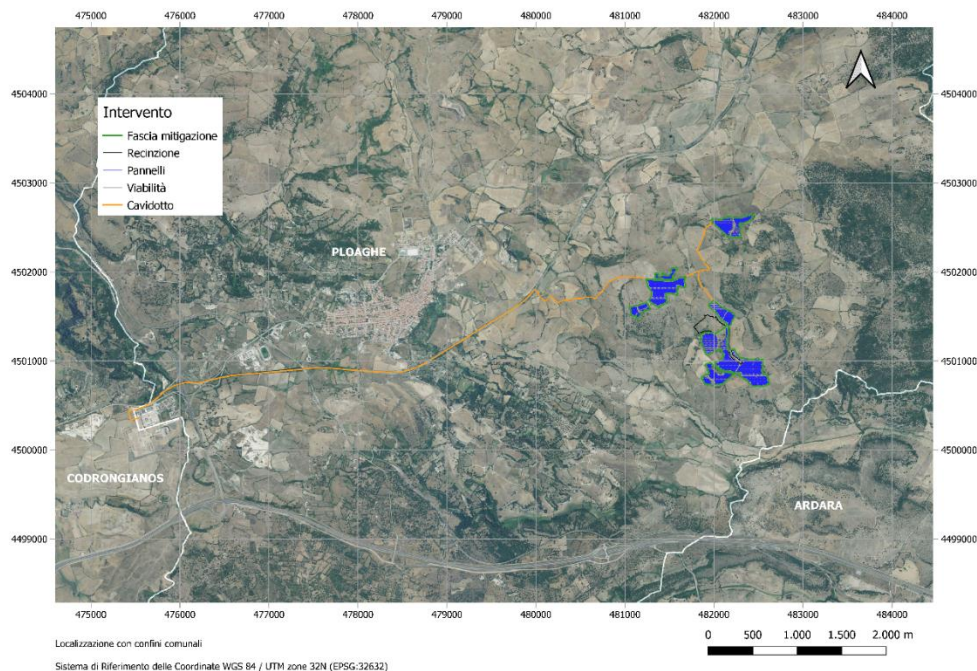 475000 476000 477000 478000 479000 480000 481000 482000 483000 484000
4504000 4504000
Intervento
Fascia mitigazione
Recinzione
Pannelli
Viabilità
Cavidotto
4503000 4503000
PLOAGHE
4502000 4502000
4501000 4501000
4500000 4500000
CODRONGIANOS
ARDARA
4499000 4499000
475000 476000 477000 478000 479000 480000 481000 482000 483000 484000
Localizzazione con confini comunali
0 500 1.000 1.500 2.000 m
Sistema di Riferimento delle Coordinate WGS 84 / UTM zone 32N (EPSG:32632)